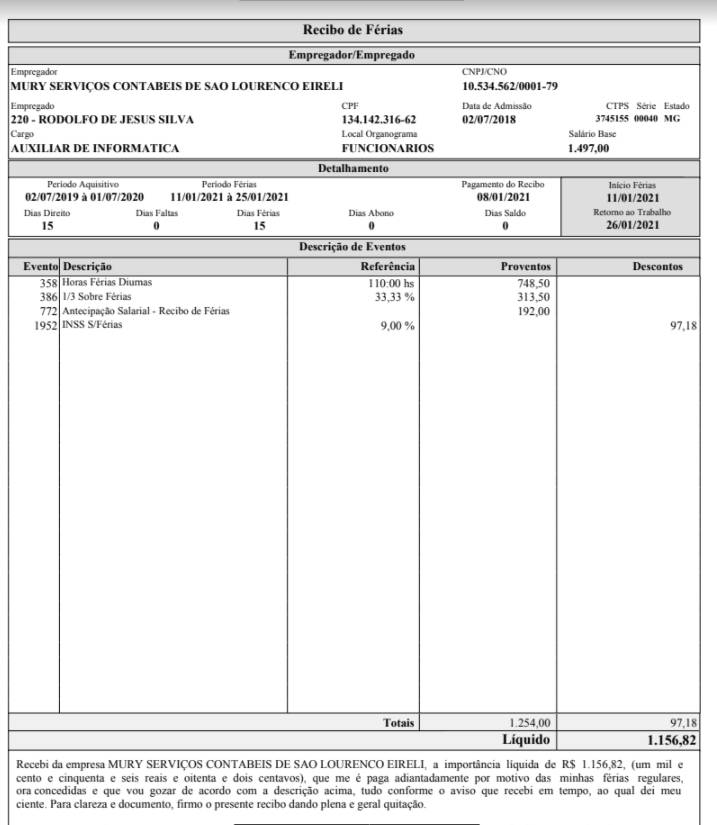 Recibo de Férias
Empregador/Empregado
Empregador CNPJ/CNO
MURY SERVIÇOS CONTABEIS DE SAO LOURENCO EIRELI 10.534.562/0001-79
Empregado CPF Data de Admissão CTPS Série Estado
220 - RODOLFO DE JESUS SILVA 134.142.316-62 02/07/2018 3745155 00040 MG
Cargo Local Organograma Salário Base
AUXILIAR DE INFORMATICA FUNCIONARIOS 1.497,00
Detalhamento
Período Aquisitivo Período Férias Pagamento do Recibo Início Férias
02/07/2019 à 01/07/2020 11/01/2021 à 25/01/2021 08/01/2021 11/01/2021
Dias Direito Dias Faltas Dias Férias Dias Abono Dias Saldo Retorno ao Trabalho
15 0 15 0 0 26/01/2021
Descrição de Eventos
Evento Descrição Referência Proventos Descontos
358 Horas Férias Diurnas 110:00 hs 748,50
386 1/3 Sobre Férias 33,33 % 313,50
772 Antecipação Salarial - Recibo de Férias 192,00
1952 INSS S/Férias 9,00 % 97,18
Totais 1.254,00 97,18
Líquido 1.156,82
Recebi da empresa MURY SERVIÇOS CONTABEIS DE SAO LOURENCO EIRELI, a importância líquida de R$ 1.156,82, (um mil e
cento e cinquenta e seis reais e oitenta e dois centavos), que me é paga adiantadamente por motivo das minhas férias regulares,
ora concedidas e que vou gozar de acordo com a descrição acima, tudo conforme o aviso que recebi em tempo, ao qual dei meu
ciente. Para clareza e documento, firmo o presente recibo dando plena e geral quitação.